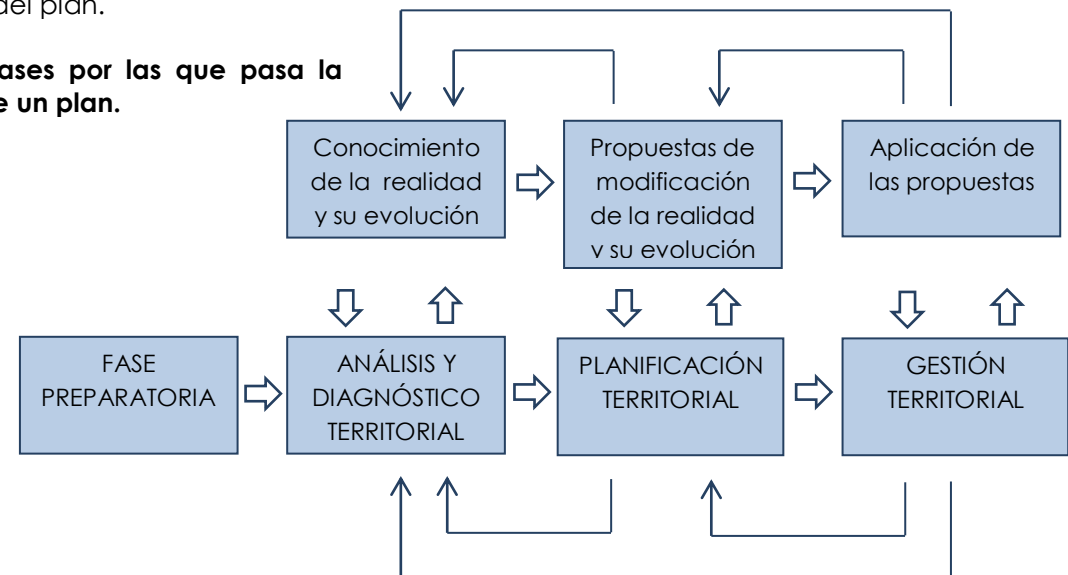 del plan.
ases por las que pasa la
e un plan.
Conocimiento
de la realidad
y su evolución
Propuestas de
modificación
de la realidad
y su evolución
Aplicación de
las propuestas
FASE
PREPARATORIA
ANÁLISIS Y
DIAGNÓSTICO
TERRITORIAL
PLANIFICACIÓN
TERRITORIAL
GESTIÓN
TERRITORIAL